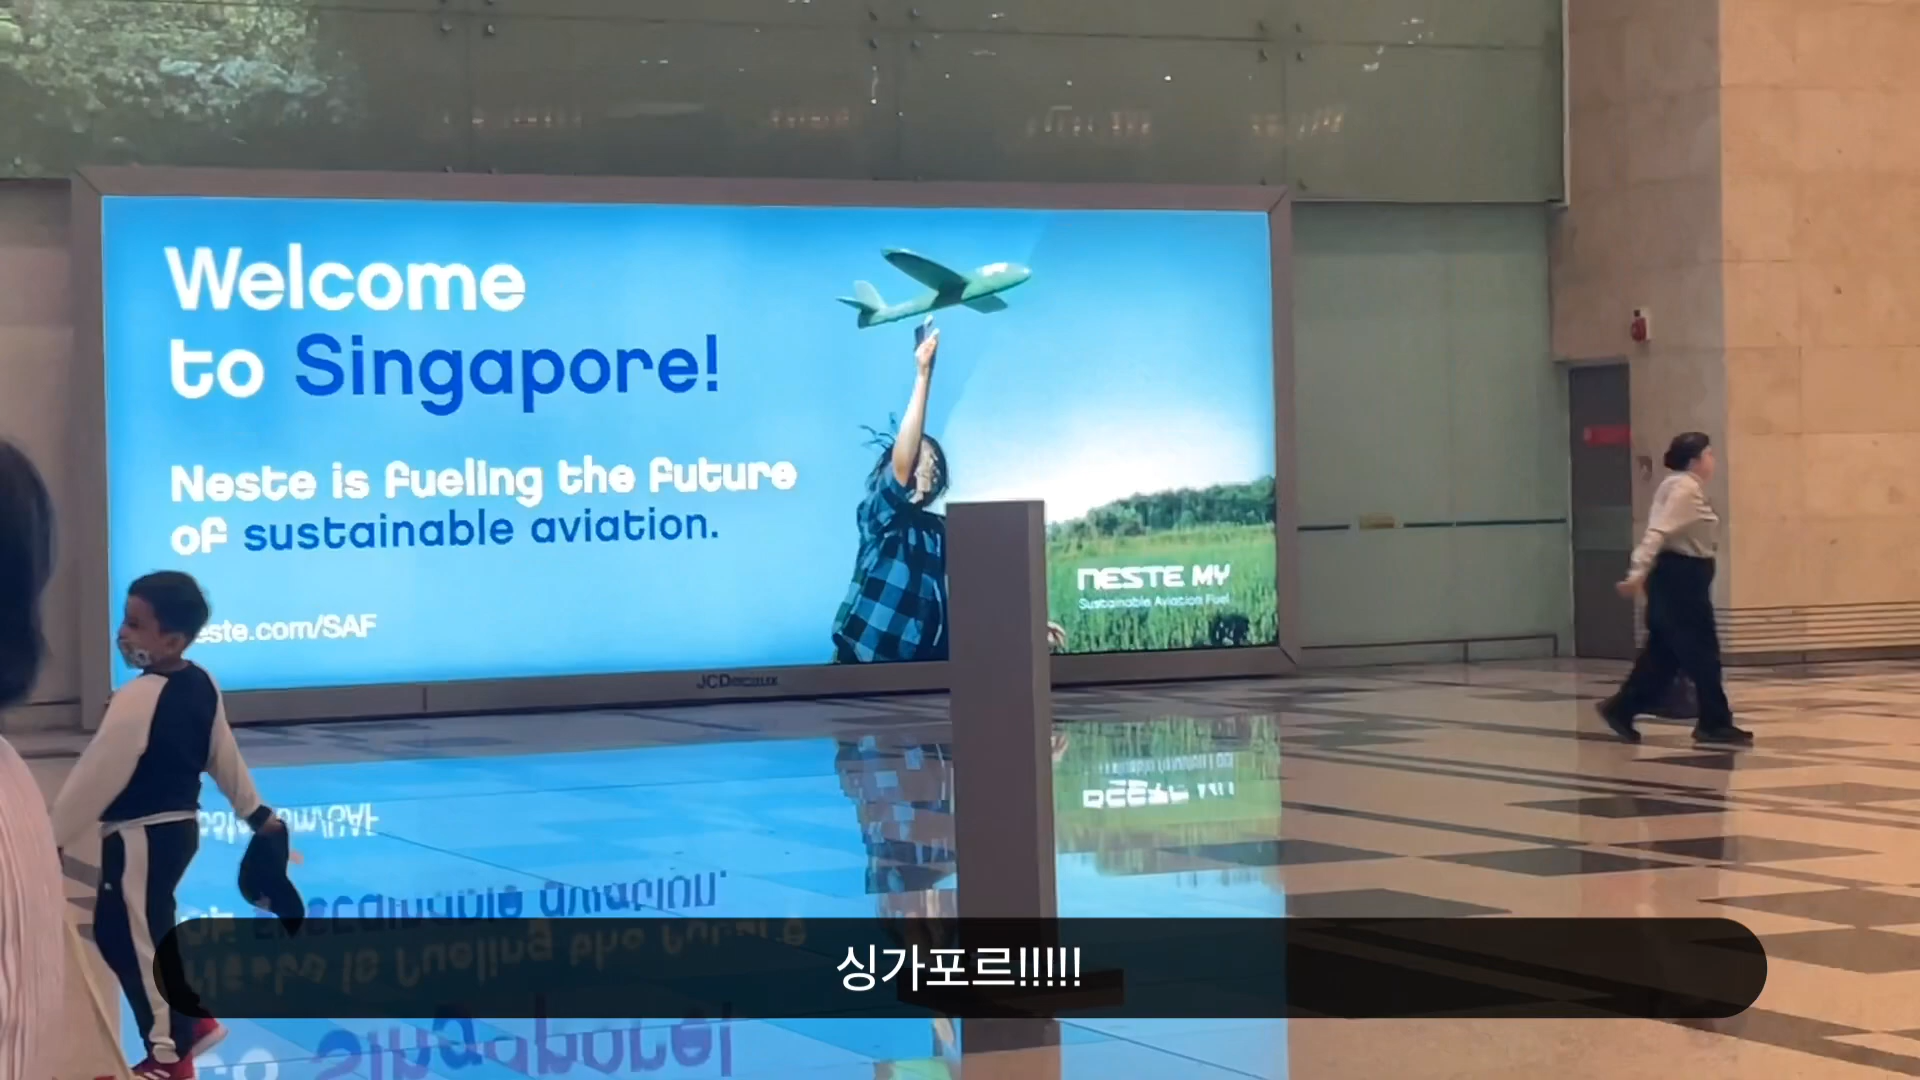 Welcome
to Singapore!
Neste is fueling the future
of sustainable aviation.
este.com/SAF
NESTE MY
Sustainable Aviation Fuel
JCDecaux
싱가포르!!!!!